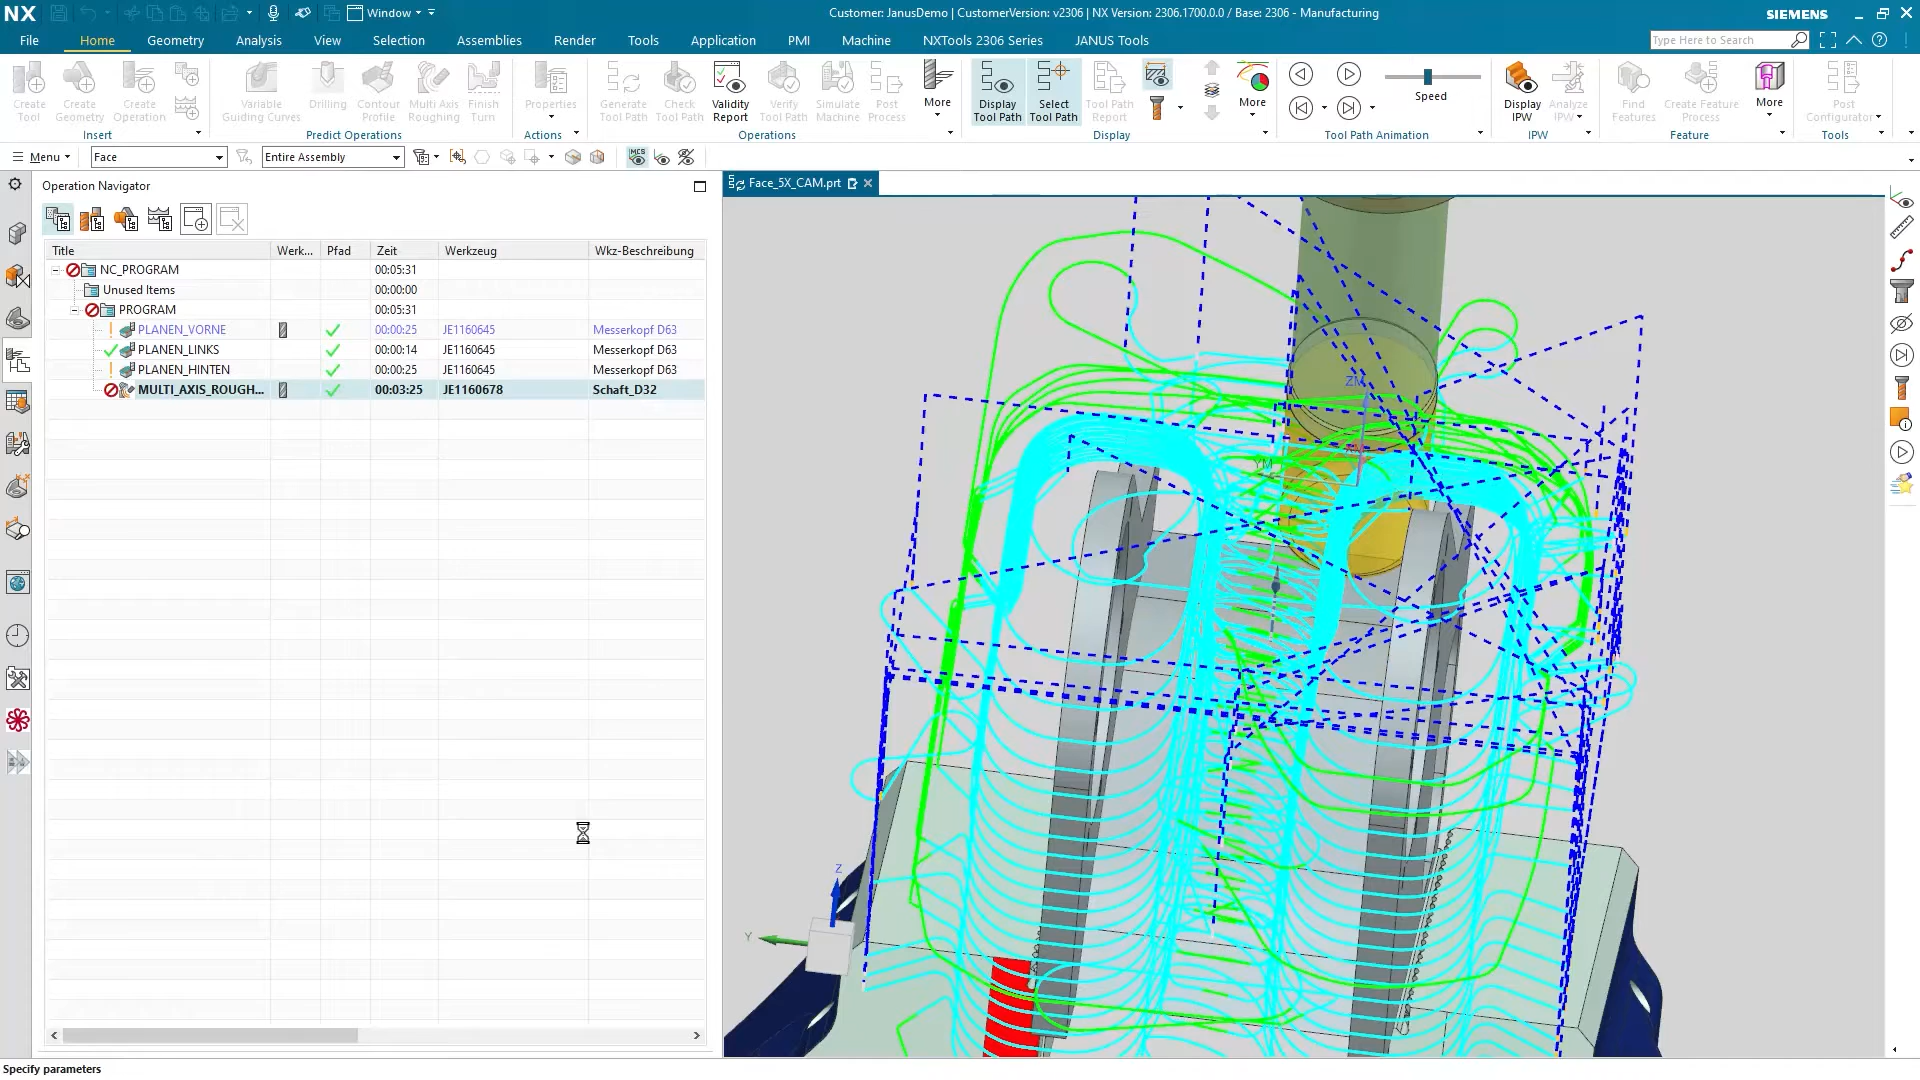 NX
Window
Customer: JanusDemo | CustomerVersion: v2306 | NX Version: 2306.1700.0.0 / Base: 2306 - Manufacturing
SIEMENS
File Home Geometry Analysis View Selection Assemblies Render Tools Application PMI Machine NXTools 2306 Series JANUS Tools
Type Here to Search
Create Tool
Create Geometry
Create Operation
Insert
Variable Guiding Curves
Drilling
Contour Profile
Multi Axis Roughing
Finish Turn
Predict Operations
Properties
Actions
Generate Tool Path
Check Tool Path
Validity Report
Verify Tool Path
Simulate Machine
Post Process
More
Operations
Display Tool Path
Select Tool Path
Tool Path Report
More
Display
Speed
Tool Path Animation
Display IPW
Analyze IPW
IPW
Find Features
Create Feature Process
More
Feature
Post Configurator
Tools
Menu
Face
Entire Assembly
MCS
Operation Navigator
Face_5X_CAM.prt
Title Werk... Pfad Zeit Werkzeug Wkz-Beschreibung
NC_PROGRAM 00:05:31
Unused Items 00:00:00
PROGRAM 00:05:31
PLANEN_VORNE 00:00:25 JE1160645 Messerkopf D63
PLANEN_LINKS 00:00:14 JE1160645 Messerkopf D63
PLANEN_HINTEN 00:00:25 JE1160645 Messerkopf D63
MULTI_AXIS_ROUGH... 00:03:25 JE1160678 Schaft_D32
ZM
YM
Z
Y
Specify parameters